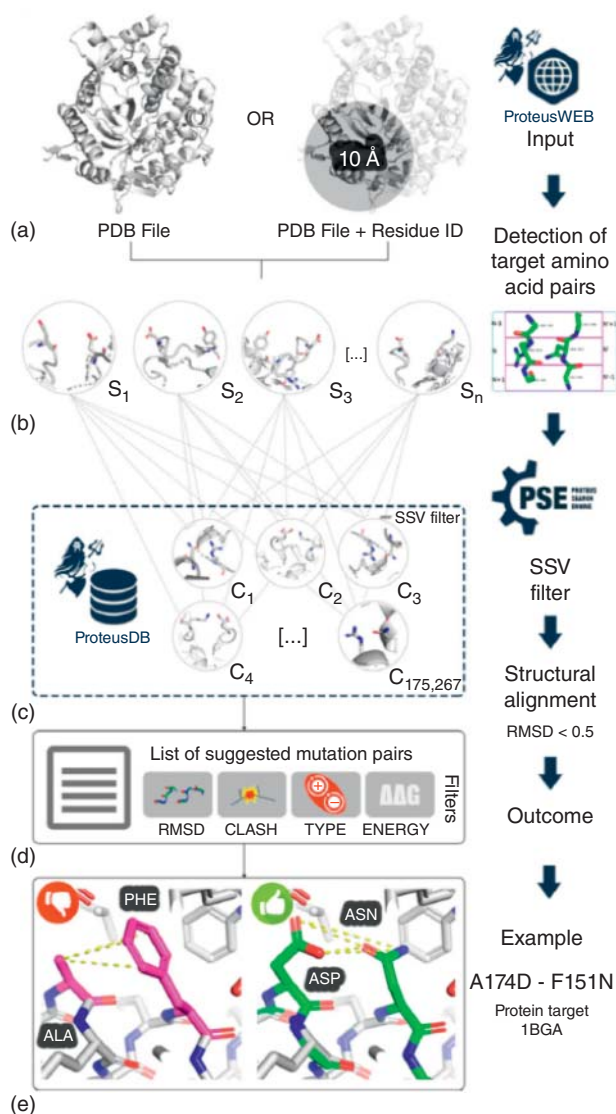 OR
10 Å
PDB File
PDB File + Residue ID
(a)
ProteusWEB
Input
Detection of
target amino
acid pairs
S1
S2
S3
[...]
Sn
(b)
PSE
SSV filter
ProteusDB
C1
C2
C3
C4
[...]
C175,267
(c)
SSV
filter
Structural
alignment
RMSD < 0.5
List of suggested mutation pairs
RMSD
CLASH
TYPE
ΔΔG
ENERGY
Filters
(d)
Outcome
PHE
ALA
ASN
ASP
(e)
Example
A174D - F151N
Protein target
1BGA